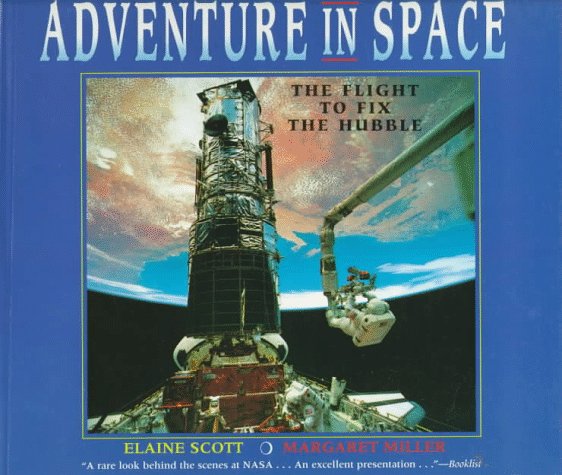 ADVENTURE IN SPACE
THE FLIGHT
TO FIX
THE HUBBLE
ELAINE SCOTT MARGARET MILLER
"A rare look behind the scenes at NASA . . . An excellent presentation . . ."—Booklist